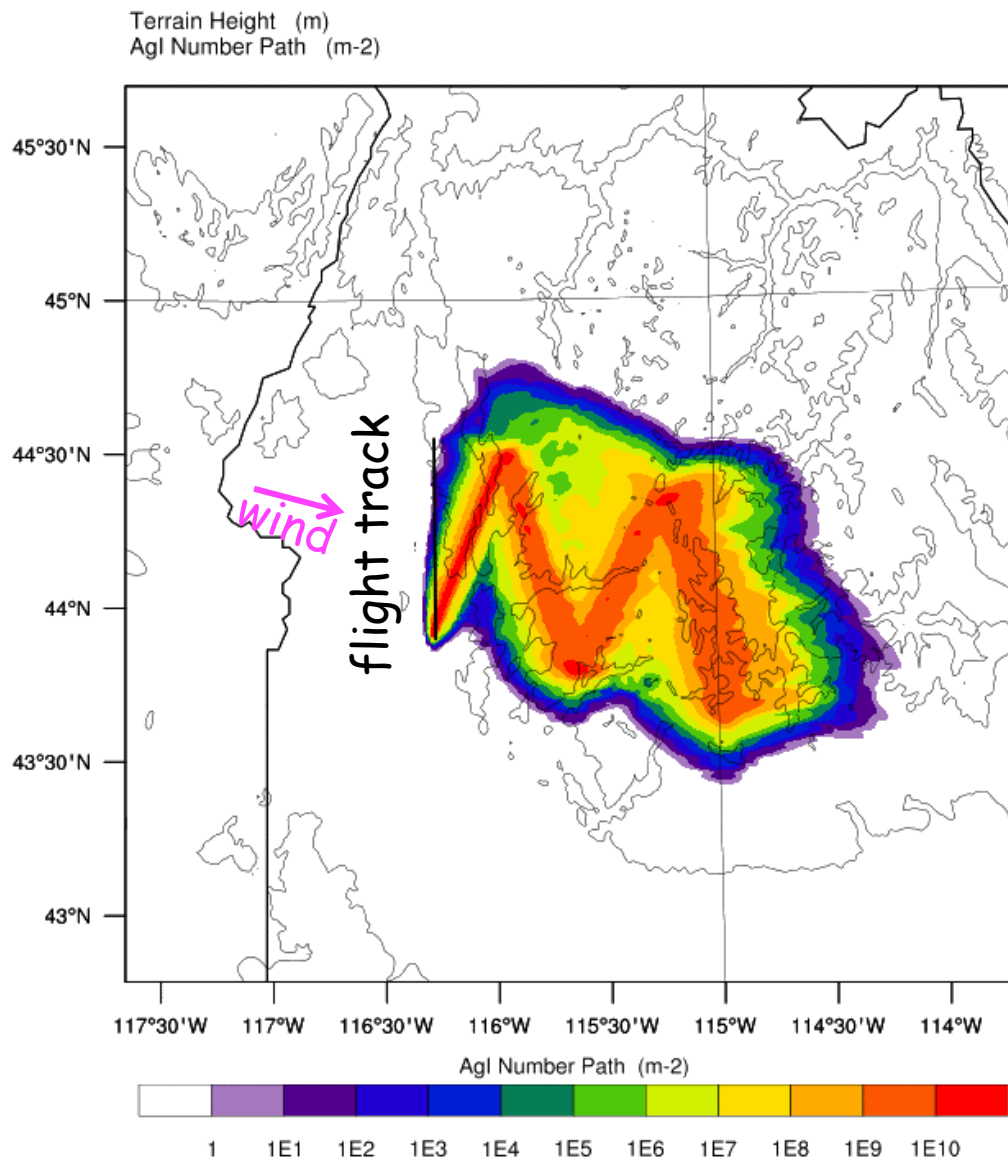 Terrain Height (m)
AgI Number Path (m-2)
45°30'N
45°N
44°30'N
44°N
43°30'N
43°N
wind
flight track
117°30'W 117°W 116°30'W 116°W 115°30'W 115°W 114°30'W 114°W
AgI Number Path (m-2)
1 1E1 1E2 1E3 1E4 1E5 1E6 1E7 1E8 1E9 1E10